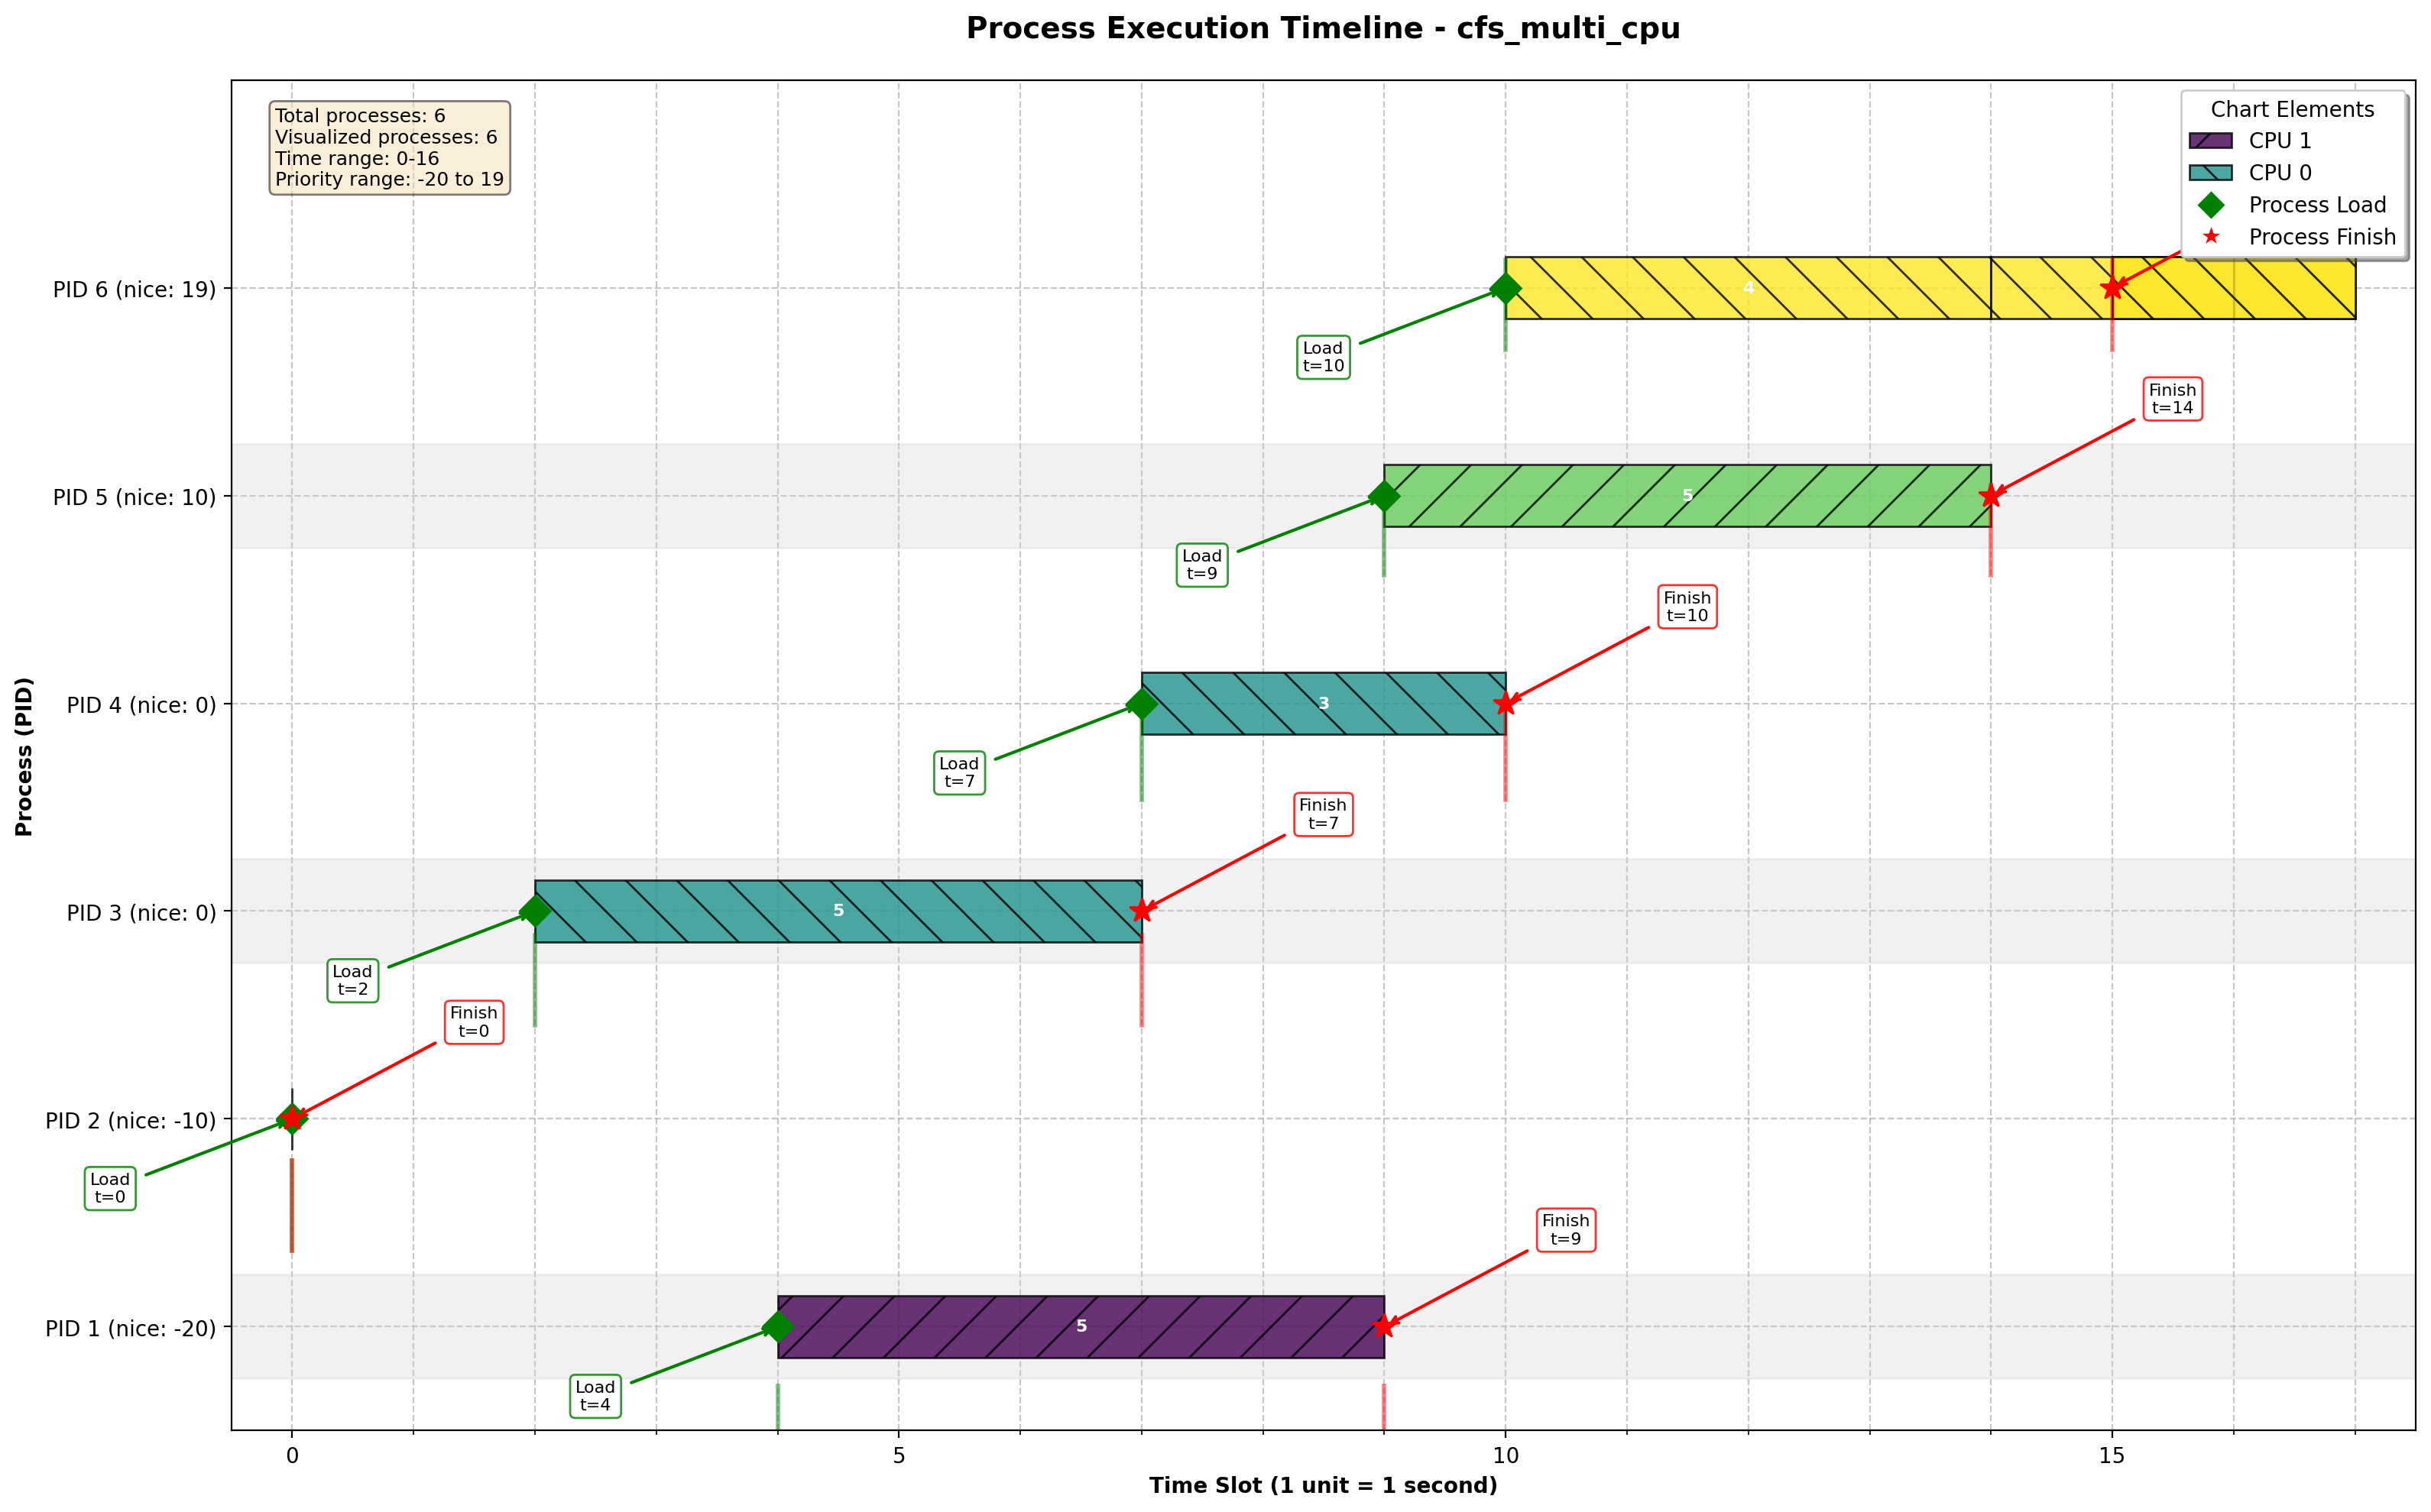 Process Execution Timeline - cfs_multi_cpu
Total processes: 6
Visualized processes: 6
Time range: 0-16
Priority range: -20 to 19
Chart Elements
CPU 1
CPU 0
Process Load
Process Finish
PID 6 (nice: 19)
4
Load
t=10
Finish
t=14
PID 5 (nice: 10)
5
Load
t=9
Finish
t=10
PID 4 (nice: 0)
3
Load
t=7
Finish
t=7
PID 3 (nice: 0)
5
Load
t=2
Finish
t=0
PID 2 (nice: -10)
Load
t=0
Finish
t=9
PID 1 (nice: -20)
5
Load
t=4
0
5
10
15
Process (PID)
Time Slot (1 unit = 1 second)